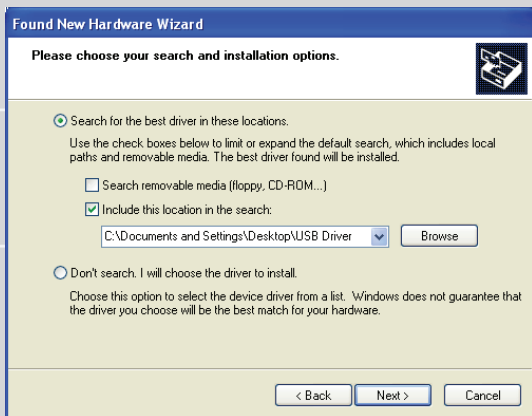 Found New Hardware Wizard
Please choose your search and installation options.
Search for the best driver in these locations.
Use the check boxes below to limit or expand the default search, which includes local
paths and removable media. The best driver found will be installed.
Search removable media (floppy, CD-ROM...)
Include this location in the search:
C:\Documents and Settings\Desktop\USB Driver
Browse
Don't search. I will choose the driver to install.
Choose this option to select the device driver from a list. Windows does not guarantee that
the driver you choose will be the best match for your hardware.
< Back Next > Cancel